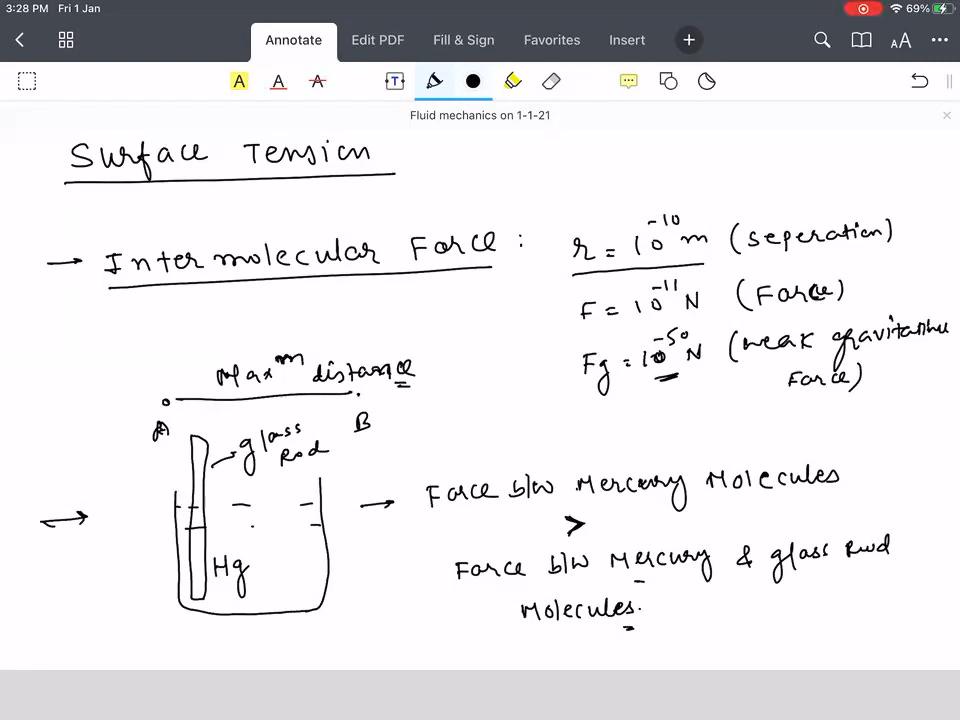 3:28 PM Fri 1 Jan
69%
Annotate Edit PDF Fill & Sign Favorites Insert
AA
A A A T
Fluid mechanics on 1-1-21
Surface Tension
→ Intermolecular Force : r = 10⁻¹⁰ m (seperation)
F = 10⁻¹¹ N (Force)
Fg = 10⁻⁵⁰ N (weak gravitational
Force)
Maxᵐ distance
A B
glass
Rod
→ Force b/w Mercury Molecules
>
Hg
Force b/w Mercury & glass Rod
Molecules.